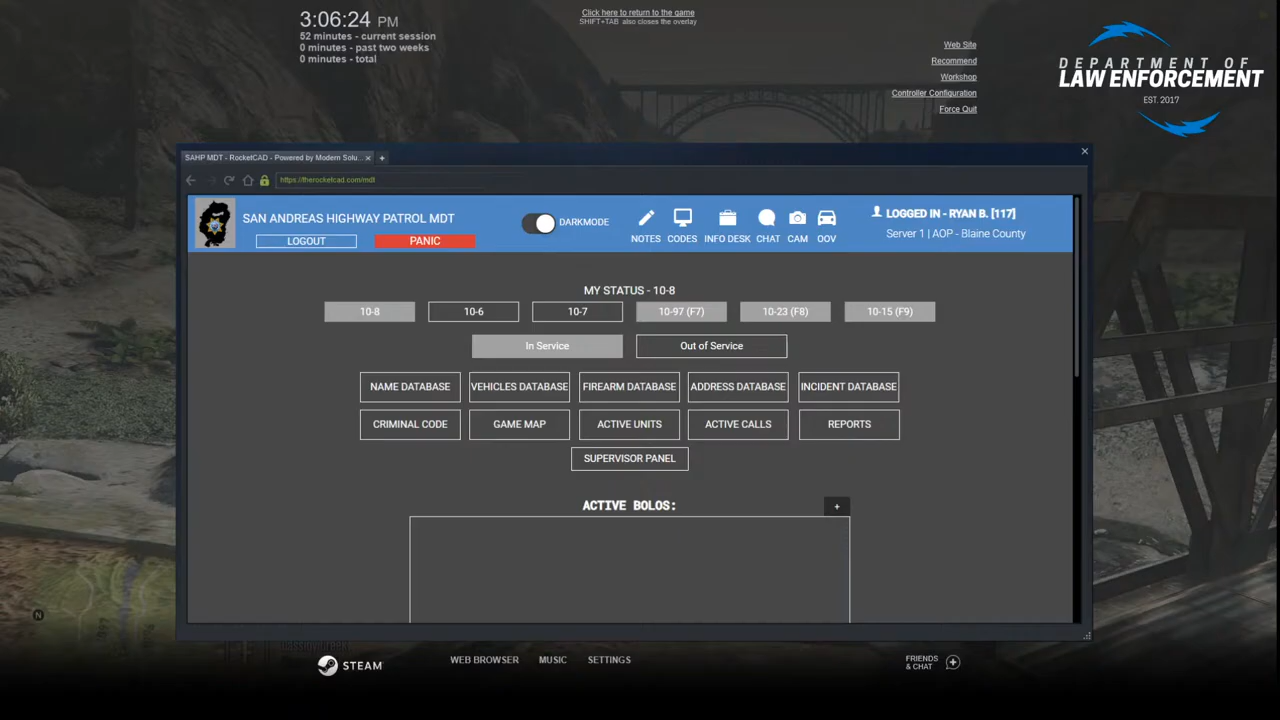 3:06:24 PM
52 minutes - current session
0 minutes - past two weeks
0 minutes - total
Click here to return to the game
SHIFT+TAB also closes the overlay
Web Site
Recommend
Workshop
Controller Configuration
Force Quit
DEPARTMENT OF
LAW ENFORCEMENT
EST. 2017
SAHP MDT - RocketCAD - Powered by Modern Solu...
https://therocketcad.com/mdt
SAN ANDREAS HIGHWAY PATROL MDT
LOGOUT PANIC
DARKMODE
NOTES CODES INFO DESK CHAT CAM OOV
LOGGED IN - RYAN B. [117]
Server 1 | AOP - Blaine County
MY STATUS - 10-8
10-8 10-6 10-7 10-97 (F7) 10-23 (F8) 10-15 (F9)
In Service Out of Service
NAME DATABASE VEHICLES DATABASE FIREARM DATABASE ADDRESS DATABASE INCIDENT DATABASE
CRIMINAL CODE GAME MAP ACTIVE UNITS ACTIVE CALLS REPORTS
SUPERVISOR PANEL
ACTIVE BOLOS: +
N
STEAM
WEB BROWSER MUSIC SETTINGS
FRIENDS
& CHAT